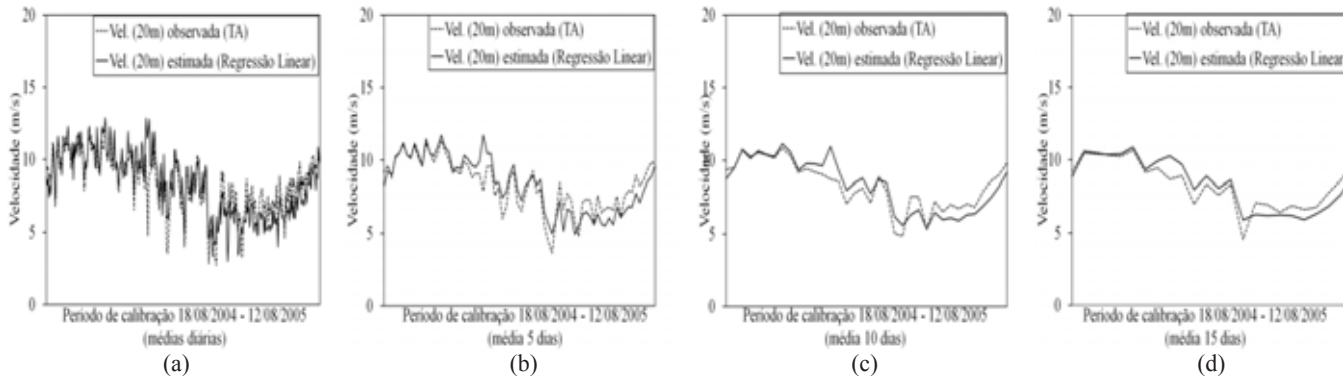 20
Vel. (20m) observada (TA)
Vel. (20m) estimada (Regressão Linear)
15
10
5
0
Velocidade (m/s)
Periodo de calibração 18/08/2004 - 12/08/2005
(médias diárias)
(a)
20
Vel. (20m) observada (TA)
Vel. (20m) estimada (Regressão Linear)
15
10
5
0
Velocidade (m/s)
Periodo de calibração 18/08/2004 - 12/08/2005
(média 5 dias)
(b)
20
Vel. (20m) observada (TA)
Vel. (20m) estimada (Regressão Linear)
15
10
5
0
Velocidade (m/s)
Periodo de calibração 18/08/2004 - 12/08/2005
(média 10 dias)
(c)
20
Vel. (20m) observada (TA)
Vel. (20m) estimada (Regressão Linear)
15
10
5
0
Velocidade (m/s)
Periodo de calibração 18/08/2004 - 12/08/2005
(média 15 dias)
(d)